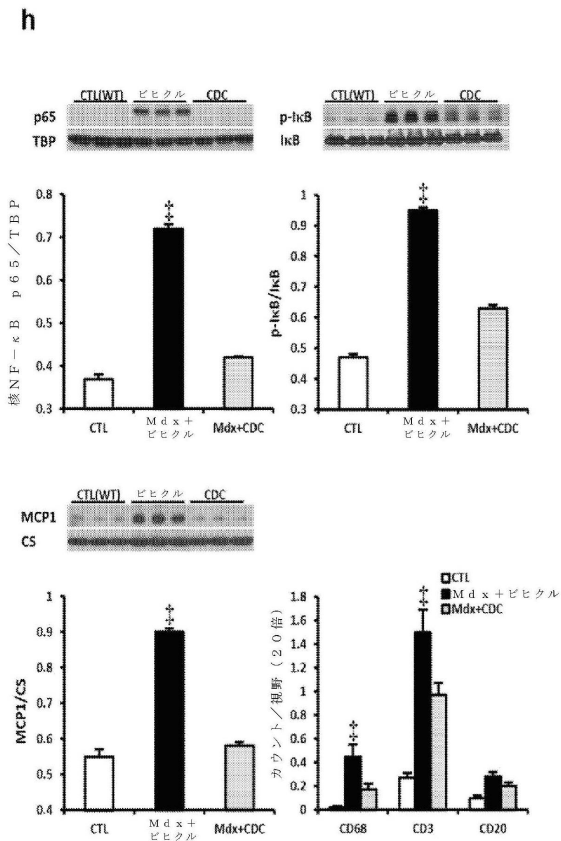 h
CTL(WT) ビヒクル CDC
p65
TBP
核NF-κB p65/TBP
0.8
0.7
0.6
0.5
0.4
0.3
‡
CTL
Mdx+
ビヒクル
Mdx+CDC
CTL(WT) ビヒクル CDC
p-IκB
IκB
p-IκB/IκB
1
0.9
0.8
0.7
0.6
0.5
0.4
0.3
‡
CTL
Mdx+
ビヒクル
Mdx+CDC
CTL(WT) ビヒクル CDC
MCP1
CS
MCP1/CS
1
0.9
0.8
0.7
0.6
0.5
0.4
‡
CTL
Mdx+
ビヒクル
Mdx+CDC
CTL
Mdx+ビヒクル
Mdx+CDC
カウント/視野(20倍)
1.8
1.6
1.4
1.2
1
0.8
0.6
0.4
0.2
0
‡
‡
CD68
CD3
CD20